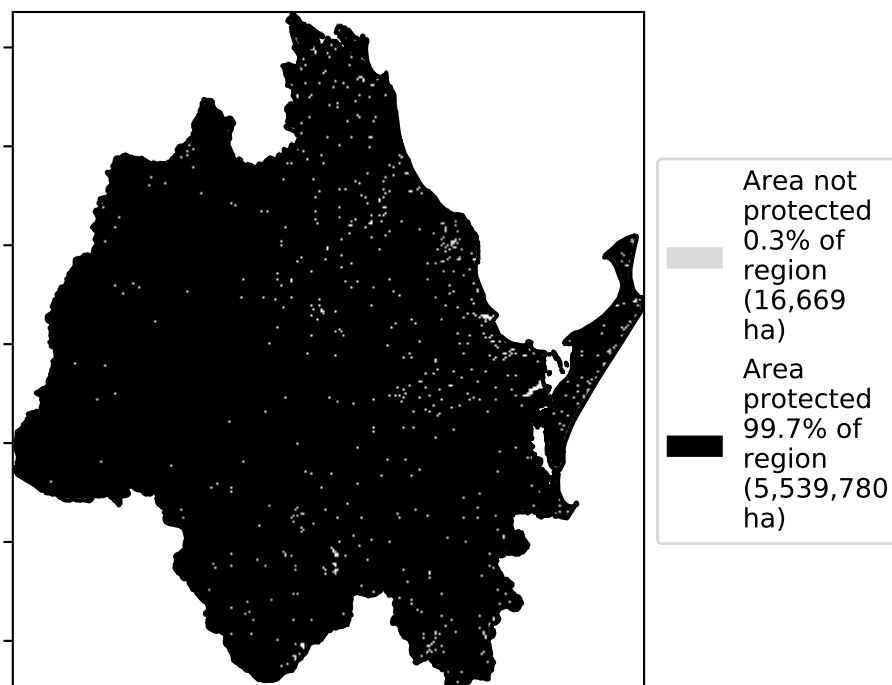 Area not
protected
0.3% of
region
(16,669
ha)
Area
protected
99.7% of
region
(5,539,780
ha)